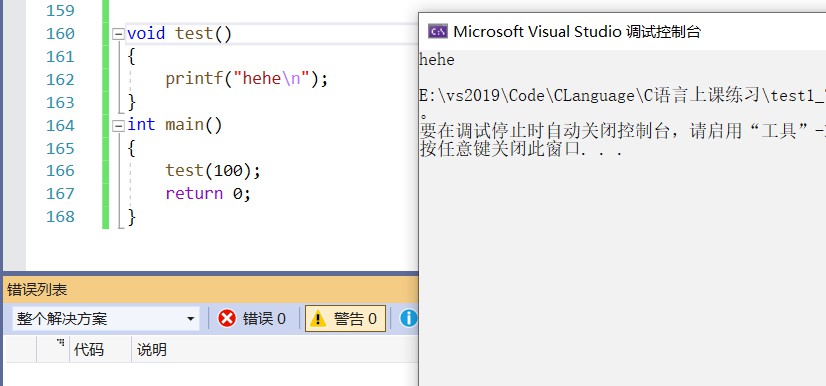 159
160 void test()
161 {
162 printf("hehe\n");
163 }
164 int main()
165 {
166 test(100);
167 return 0;
168 }
错误列表
整个解决方案 错误 0 警告 0
代码 说明
Microsoft Visual Studio 调试控制台
hehe
E:\vs2019\Code\CLanguage\C语言上课练习\test1_
。
要在调试停止时自动关闭控制台，请启用“工具”-
按任意键关闭此窗口. . .